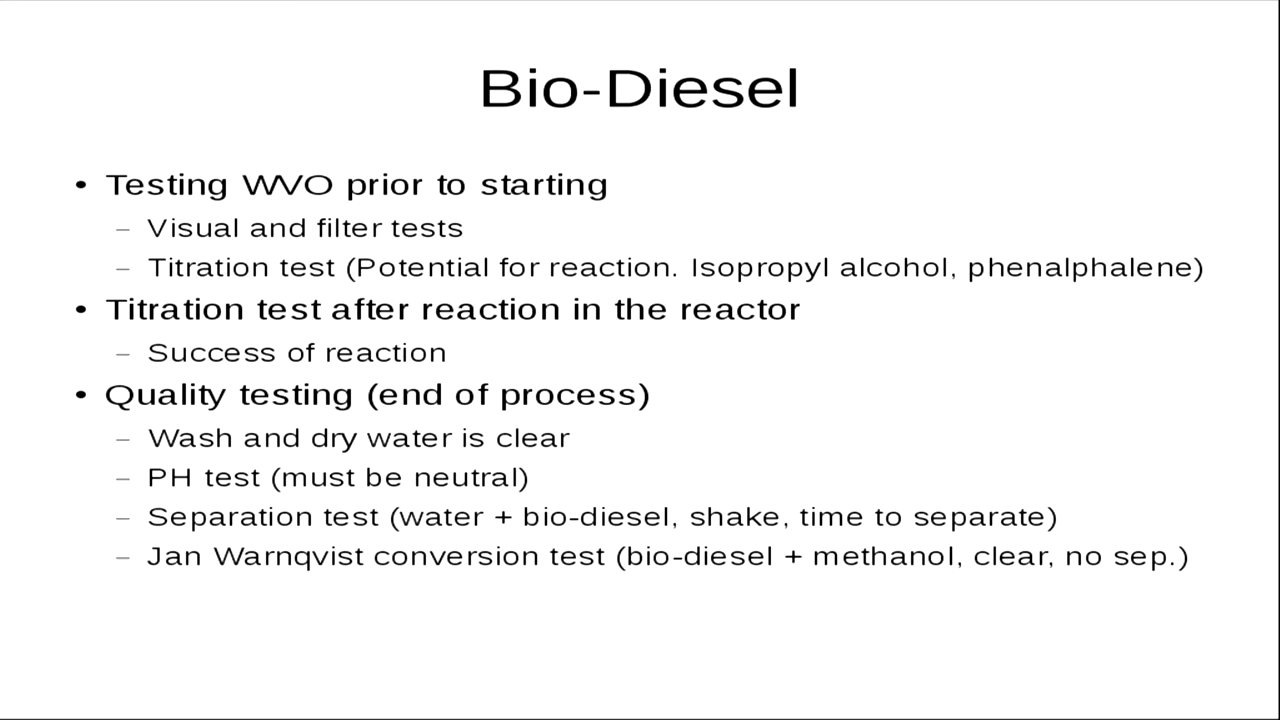 Bio-Diesel
• Testing WVO prior to starting
– Visual and filter tests
– Titration test (Potential for reaction. Isopropyl alcohol, phenalphalene)
• Titration test after reaction in the reactor
– Success of reaction
• Quality testing (end of process)
– Wash and dry water is clear
– PH test (must be neutral)
– Separation test (water + bio-diesel, shake, time to separate)
– Jan Warnqvist conversion test (bio-diesel + methanol, clear, no sep.)